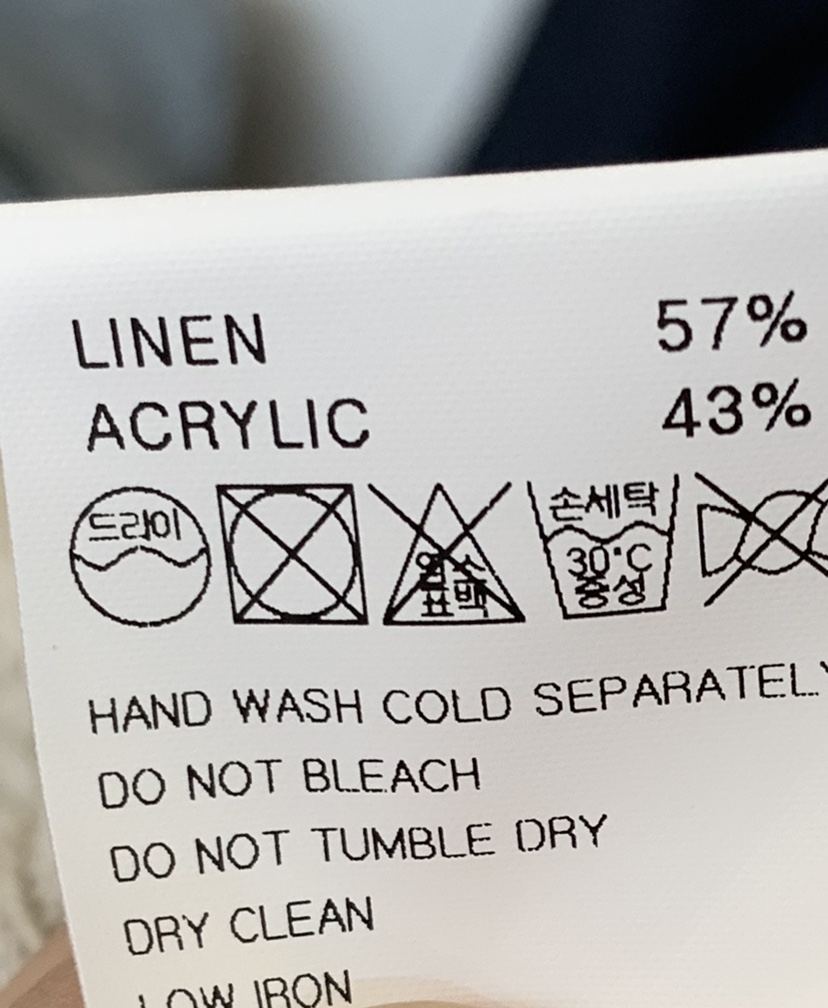 LINEN 57%
ACRYLIC 43%
드라이 염소 손세탁
표백 30°C
중성
HAND WASH COLD SEPARATELY
DO NOT BLEACH
DO NOT TUMBLE DRY
DRY CLEAN
LOW IRON